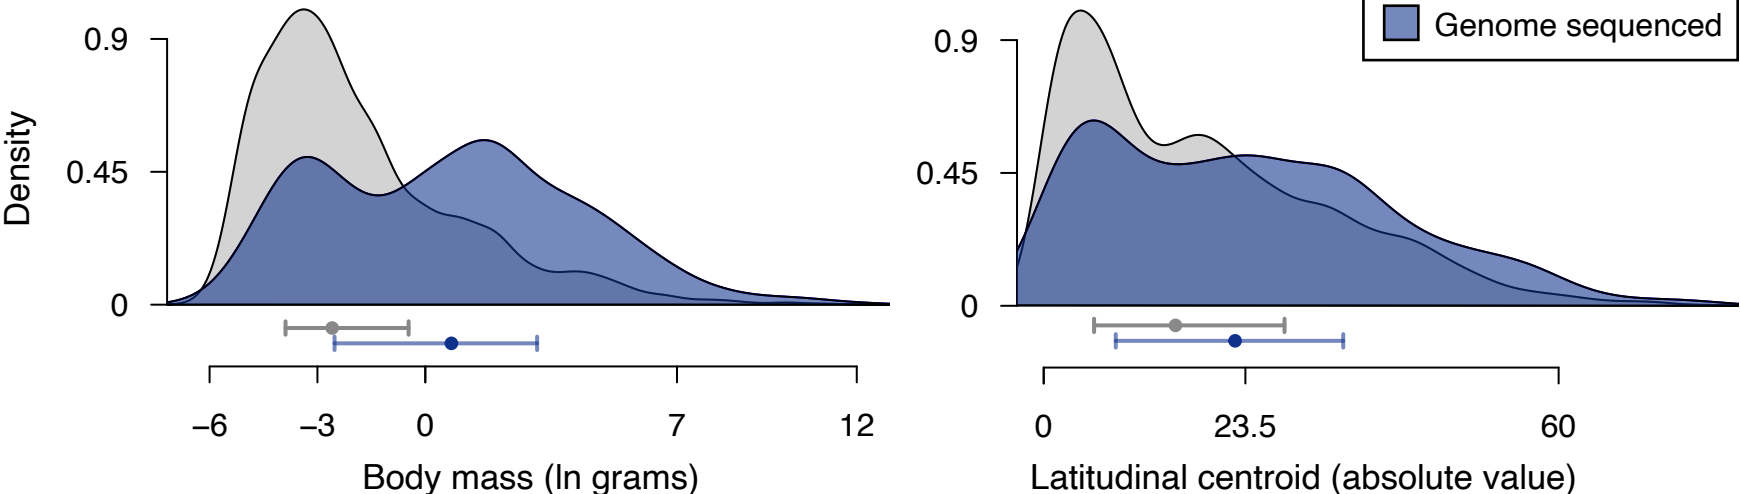 Genome sequenced
Density
0.9
0.45
0
−6 −3 0 7 12
Body mass (ln grams)
0.9
0.45
0
0 23.5 60
Latitudinal centroid (absolute value)